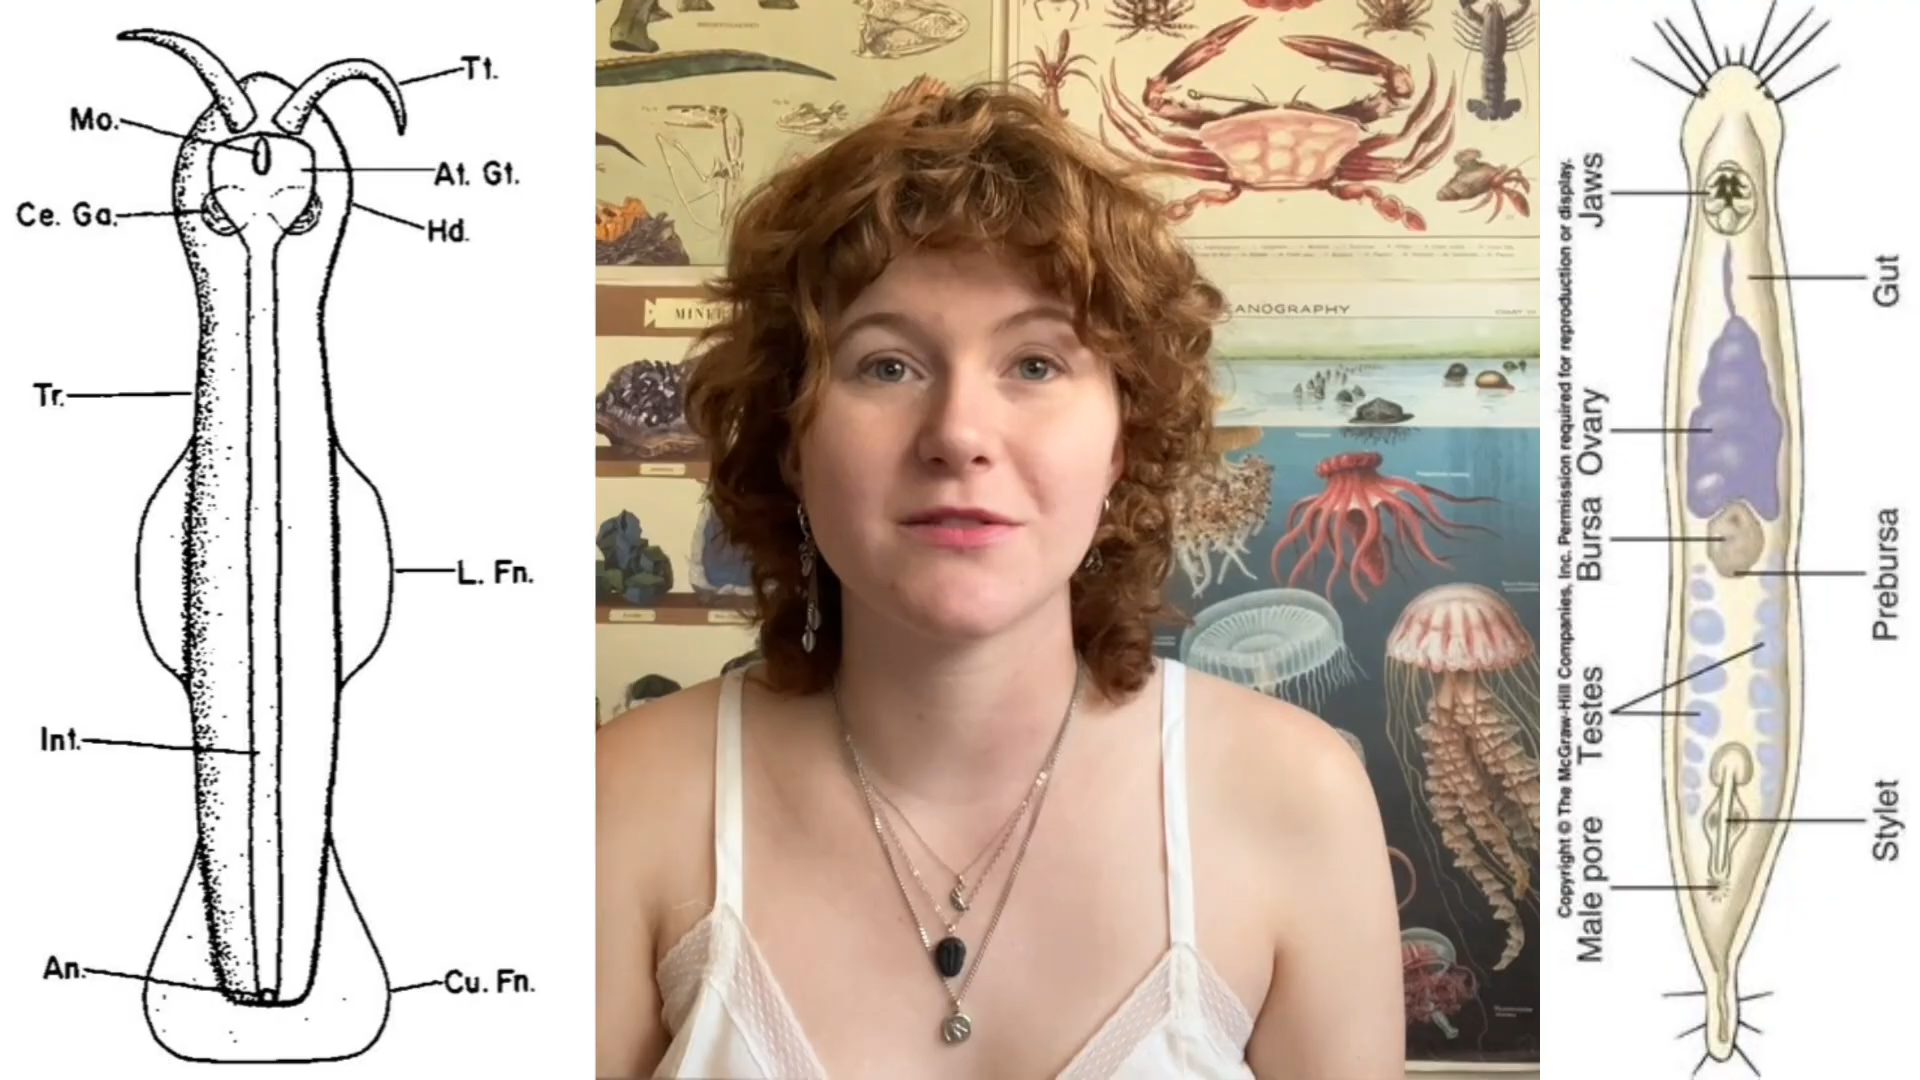 Tt.
Mo.
At. Gt.
Ce. Ga.
Hd.
Tr.
L. Fn.
Int.
An.
Cu. Fn.
MINER
EANOGRAPHY
Copyright © The McGraw-Hill Companies, Inc. Permission required for reproduction or display.
Jaws
Gut
Ovary
Bursa
Prebursa
Testes
Stylet
Male pore